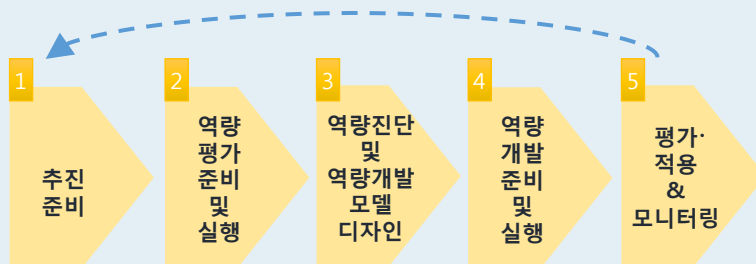 1
추진
준비
2
역량
평가
준비
및
실행
3
역량진단
및
역량개발
모델
디자인
4
역량
개발
준비
및
실행
5
평가·
적용
&
모니터링